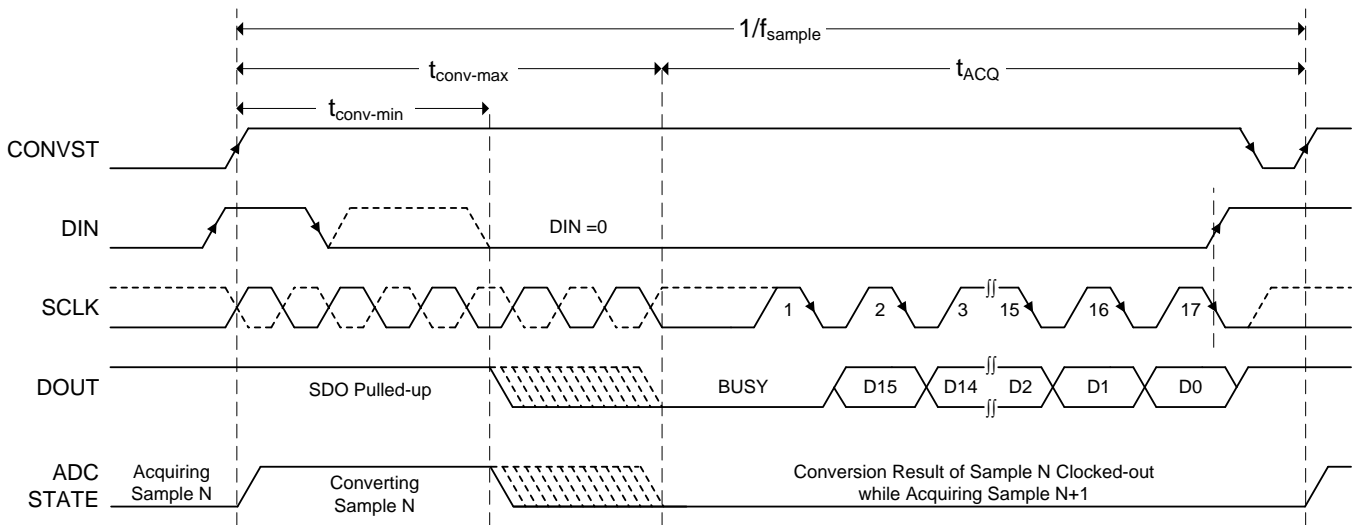 1/fsample
tconv-max
tACQ
tconv-min
CONVST
DIN
DIN =0
SCLK
1 2 3 15 16 17
DOUT
SDO Pulled-up
BUSY
D15 D14 D2 D1 D0
ADC
STATE
Acquiring
Sample N
Converting
Sample N
Conversion Result of Sample N Clocked-out
while Acquiring Sample N+1